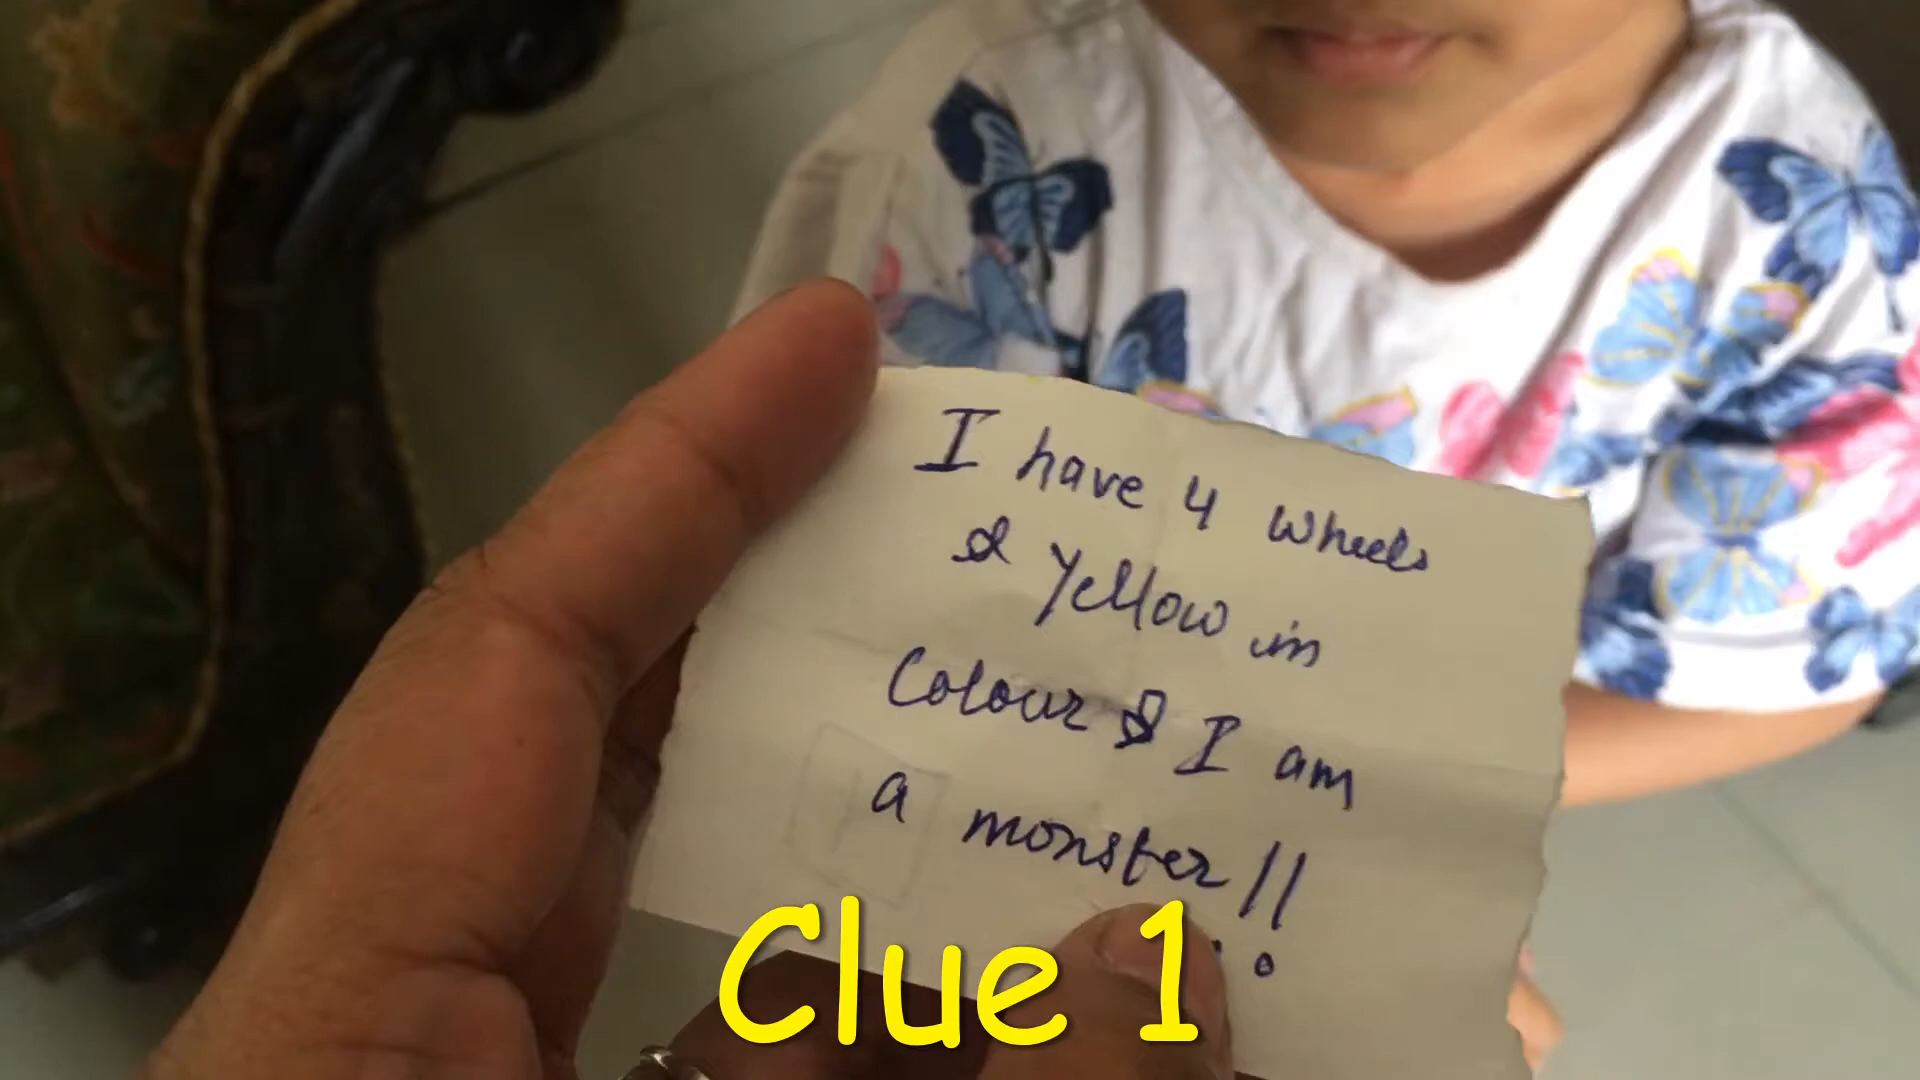 I have 4 wheels
& Yellow in
Colour & I am
a monster!!
Clue 1